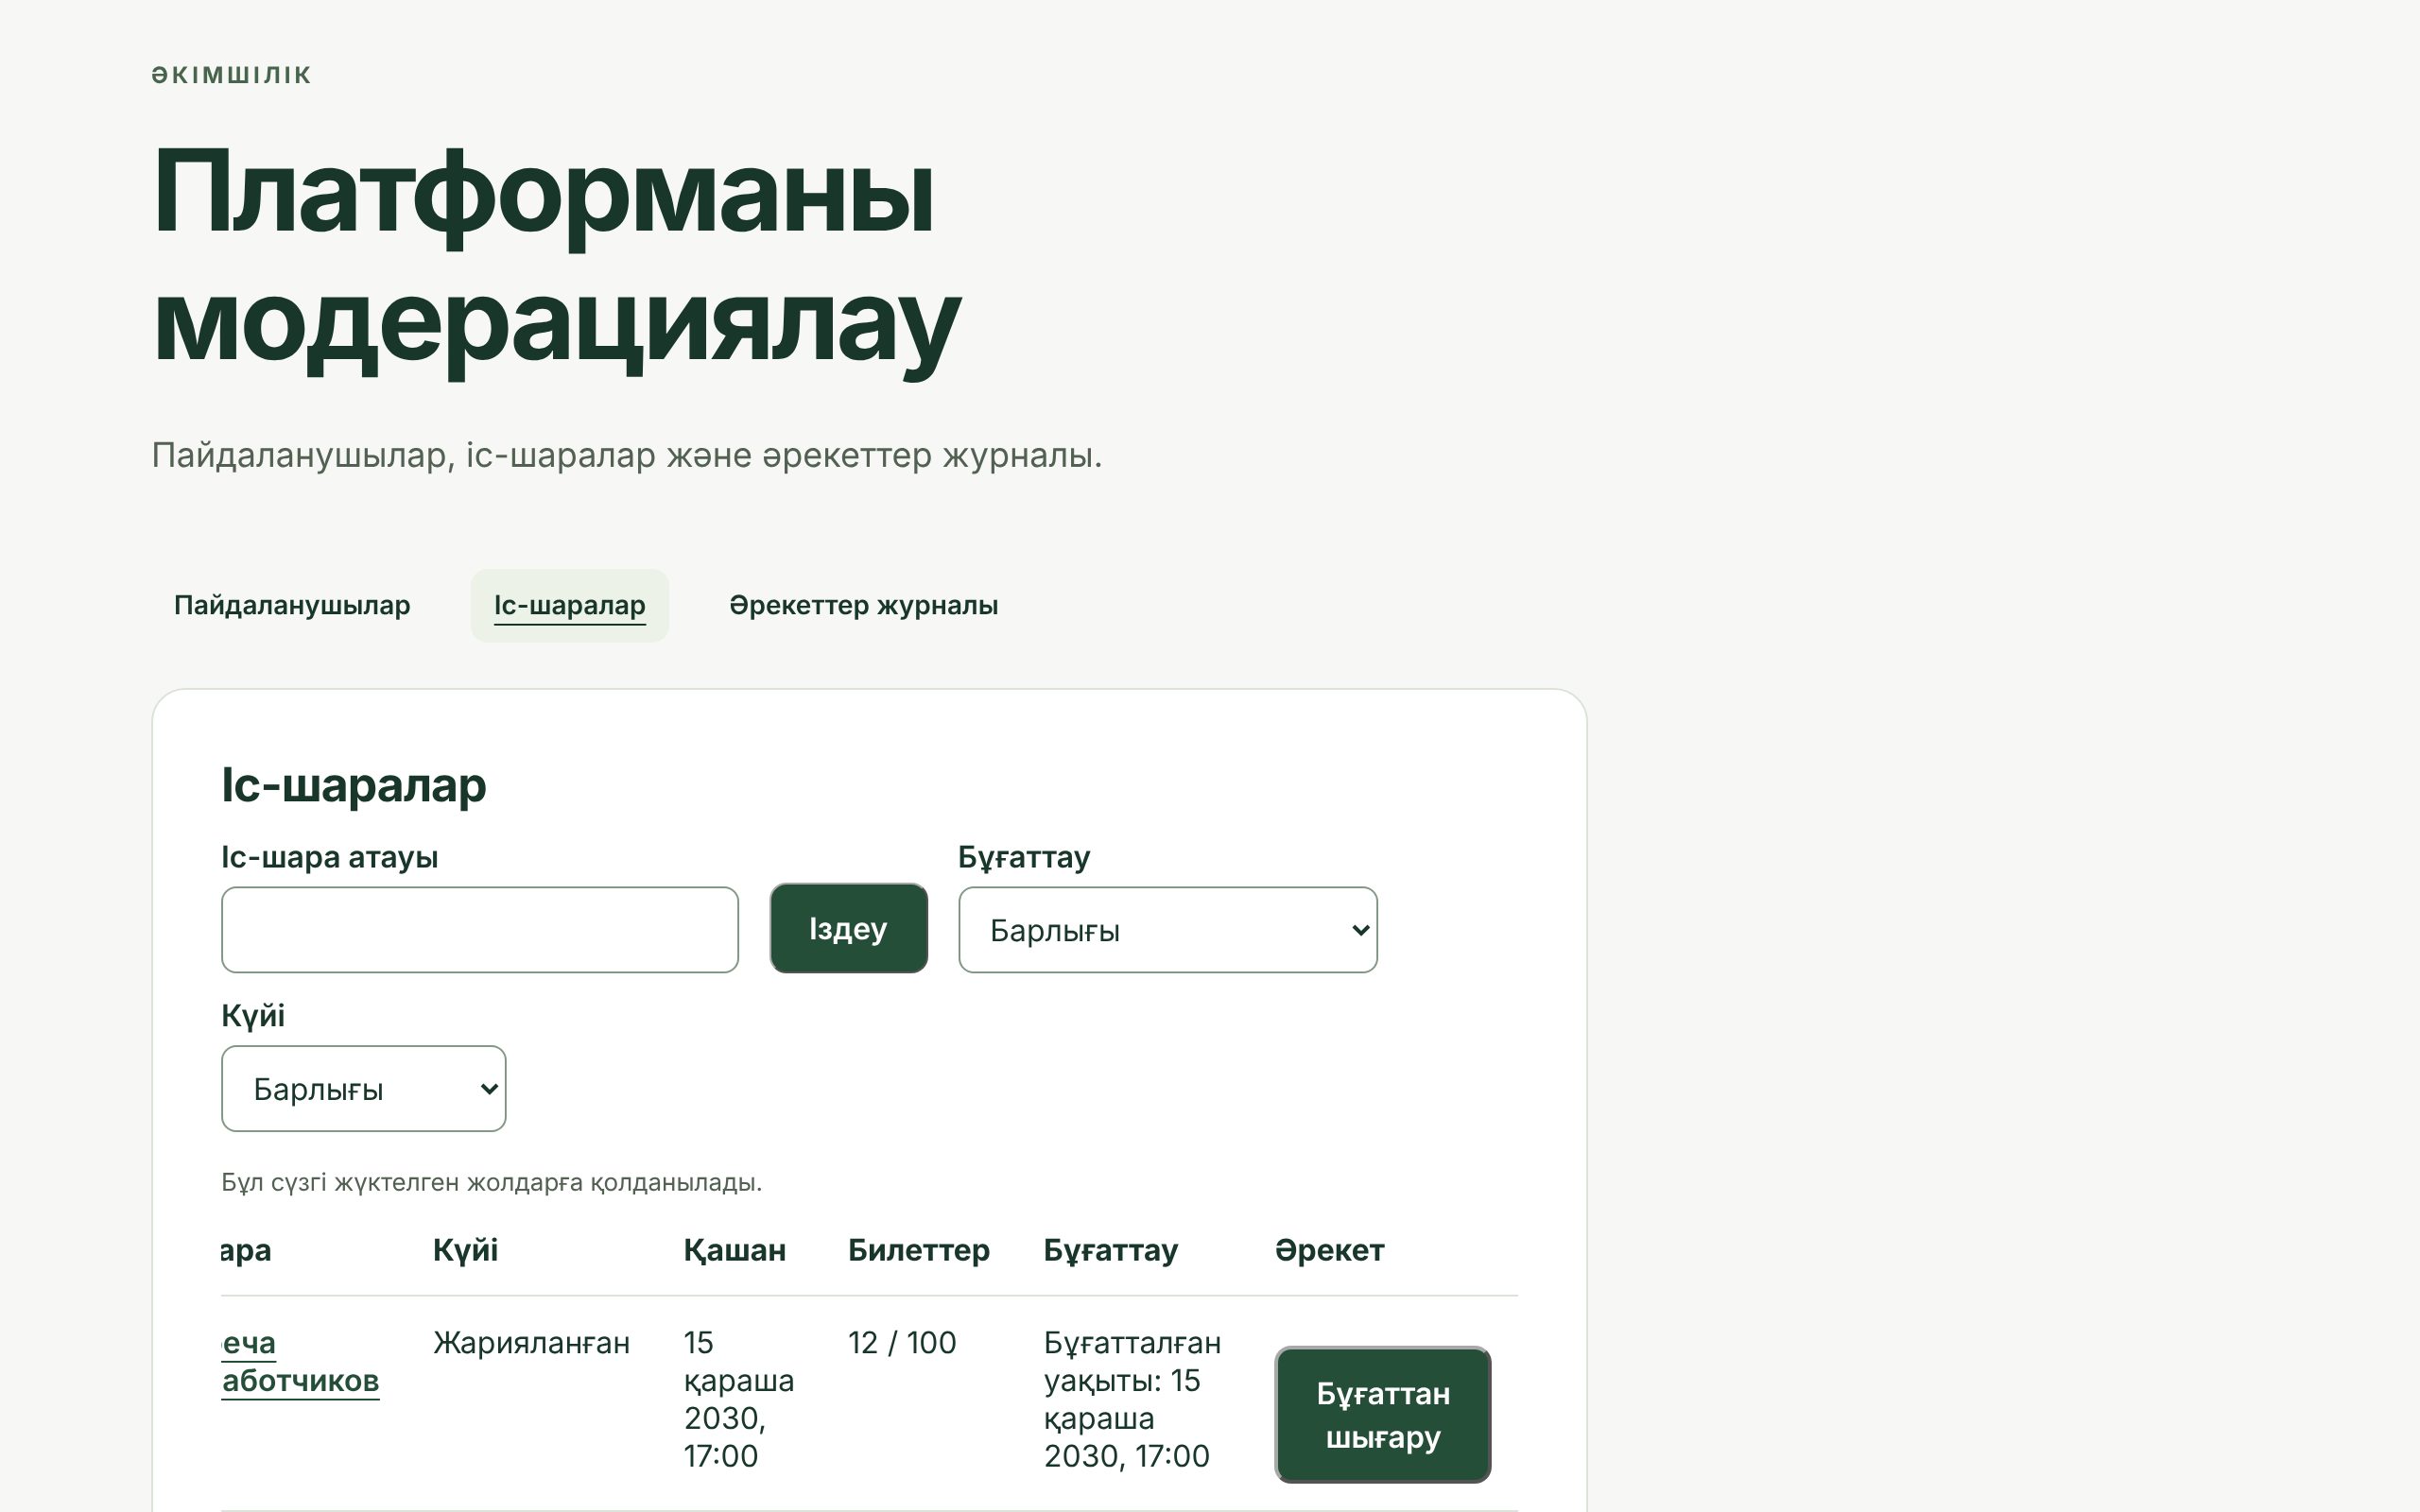 ӘКІМШІЛІК
Платформаны
модерациялау
Пайдаланушылар, іс-шаралар және әрекеттер журналы.
Пайдаланушылар Іс-шаралар Әрекеттер журналы
Іс-шаралар
Іс-шара атауы Бұғаттау
Іздеу Барлығы
Күйі
Барлығы
Бұл сүзгі жүктелген жолдарға қолданылады.
ара Күйі Қашан Билеттер Бұғаттау Әрекет
еча Жарияланған 15 12 / 100 Бұғатталған
аботчиков қараша уақыты: 15 Бұғаттан
2030, қараша шығару
17:00 2030, 17:00